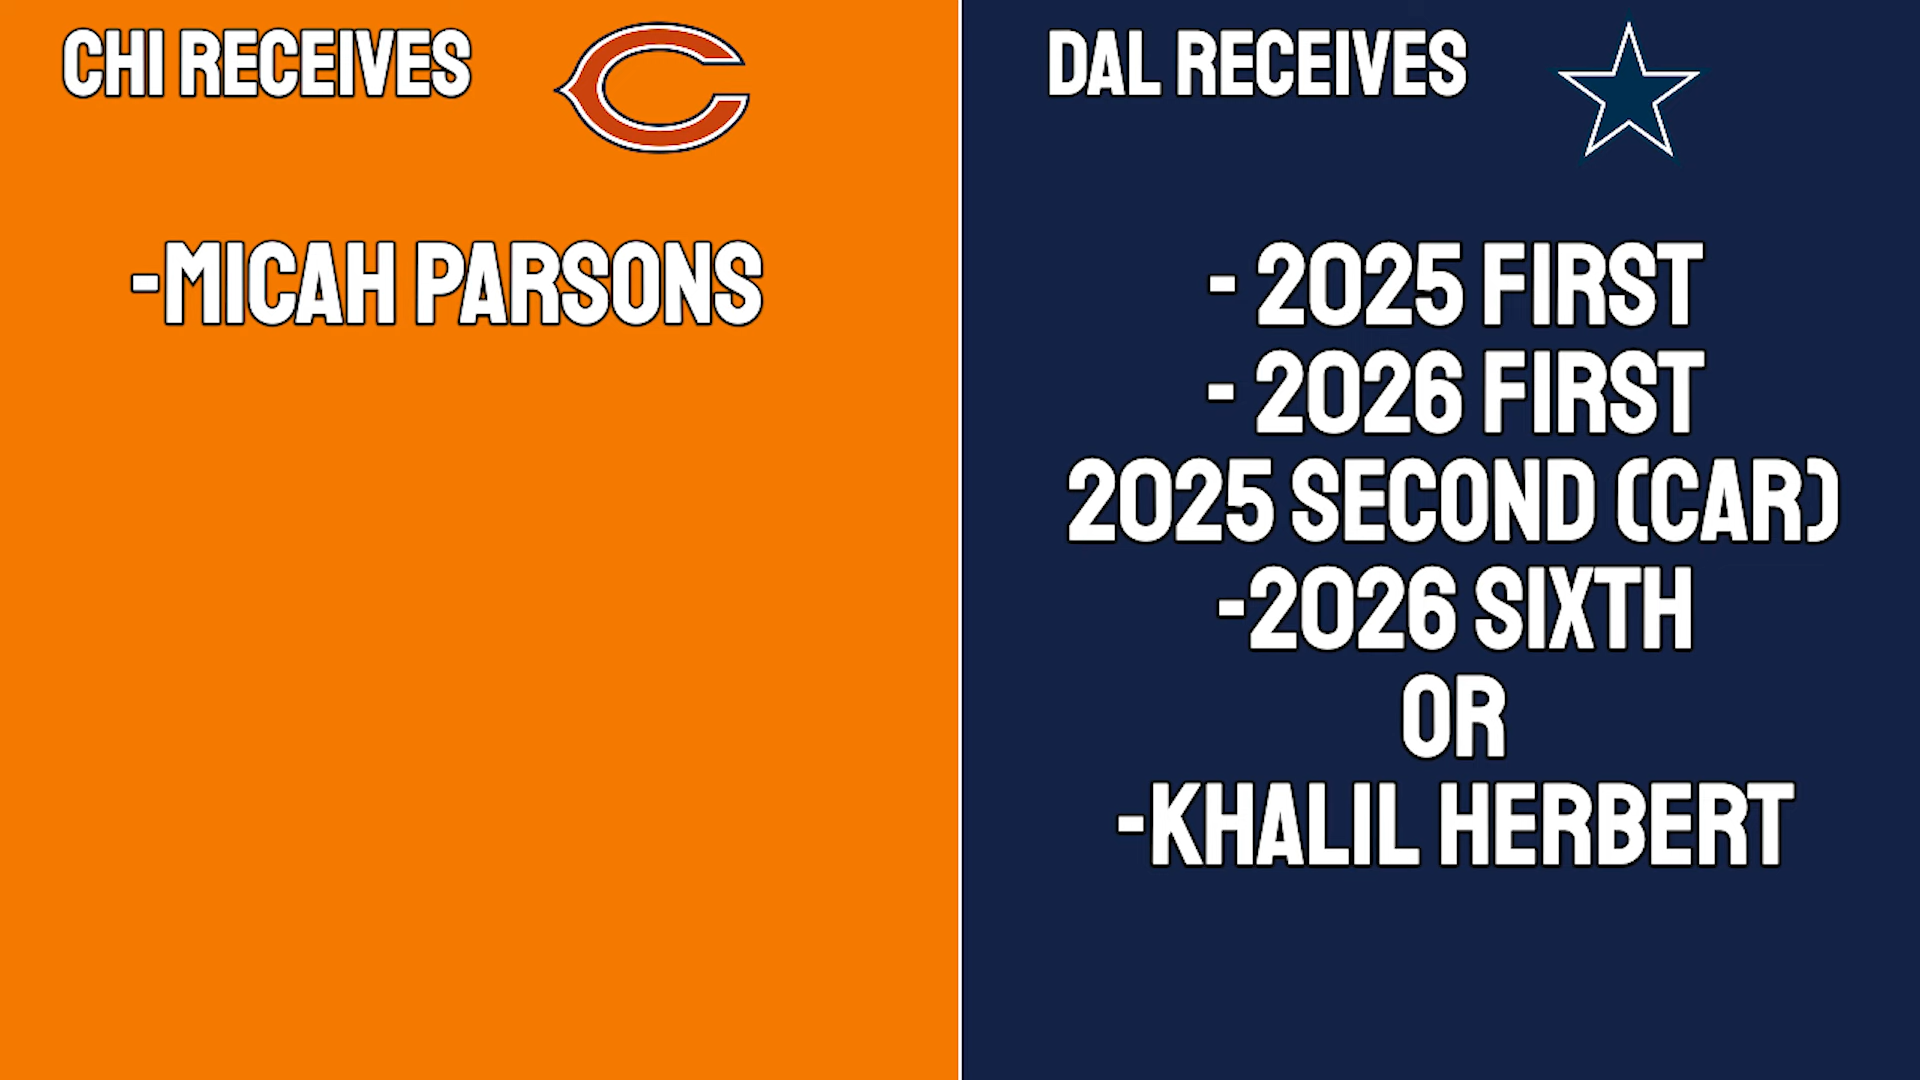 CHI RECEIVES
-MICAH PARSONS
DAL RECEIVES
- 2025 FIRST
- 2026 FIRST
2025 SECOND (CAR)
-2026 SIXTH
OR
-KHALIL HERBERT